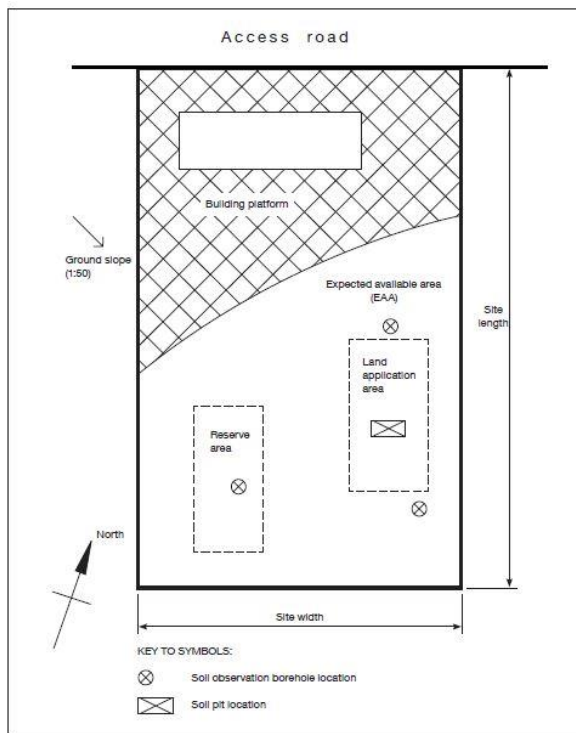 Access road
Building platform
Ground slope
(1:50)
Expected available area
(EAA)
Site
length
Land
application
area
Reserve
area
North
Site width
KEY TO SYMBOLS:
Soil observation borehole location
Soil pit location